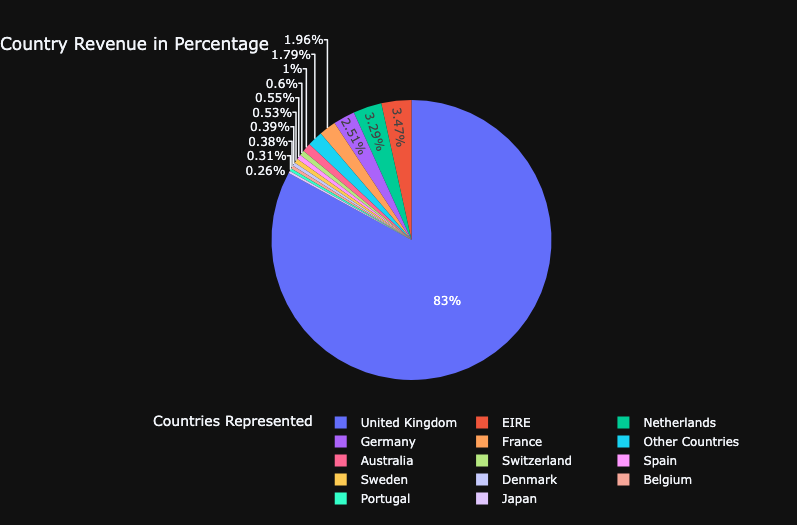 Country Revenue in Percentage
1.96%
1.79%
1%
0.6%
0.55%
0.53%
0.39%
0.38%
0.31%
0.26%
2.51%
3.29%
3.47%
83%
Countries Represented
United Kingdom EIRE Netherlands
Germany France Other Countries
Australia Switzerland Spain
Sweden Denmark Belgium
Portugal Japan